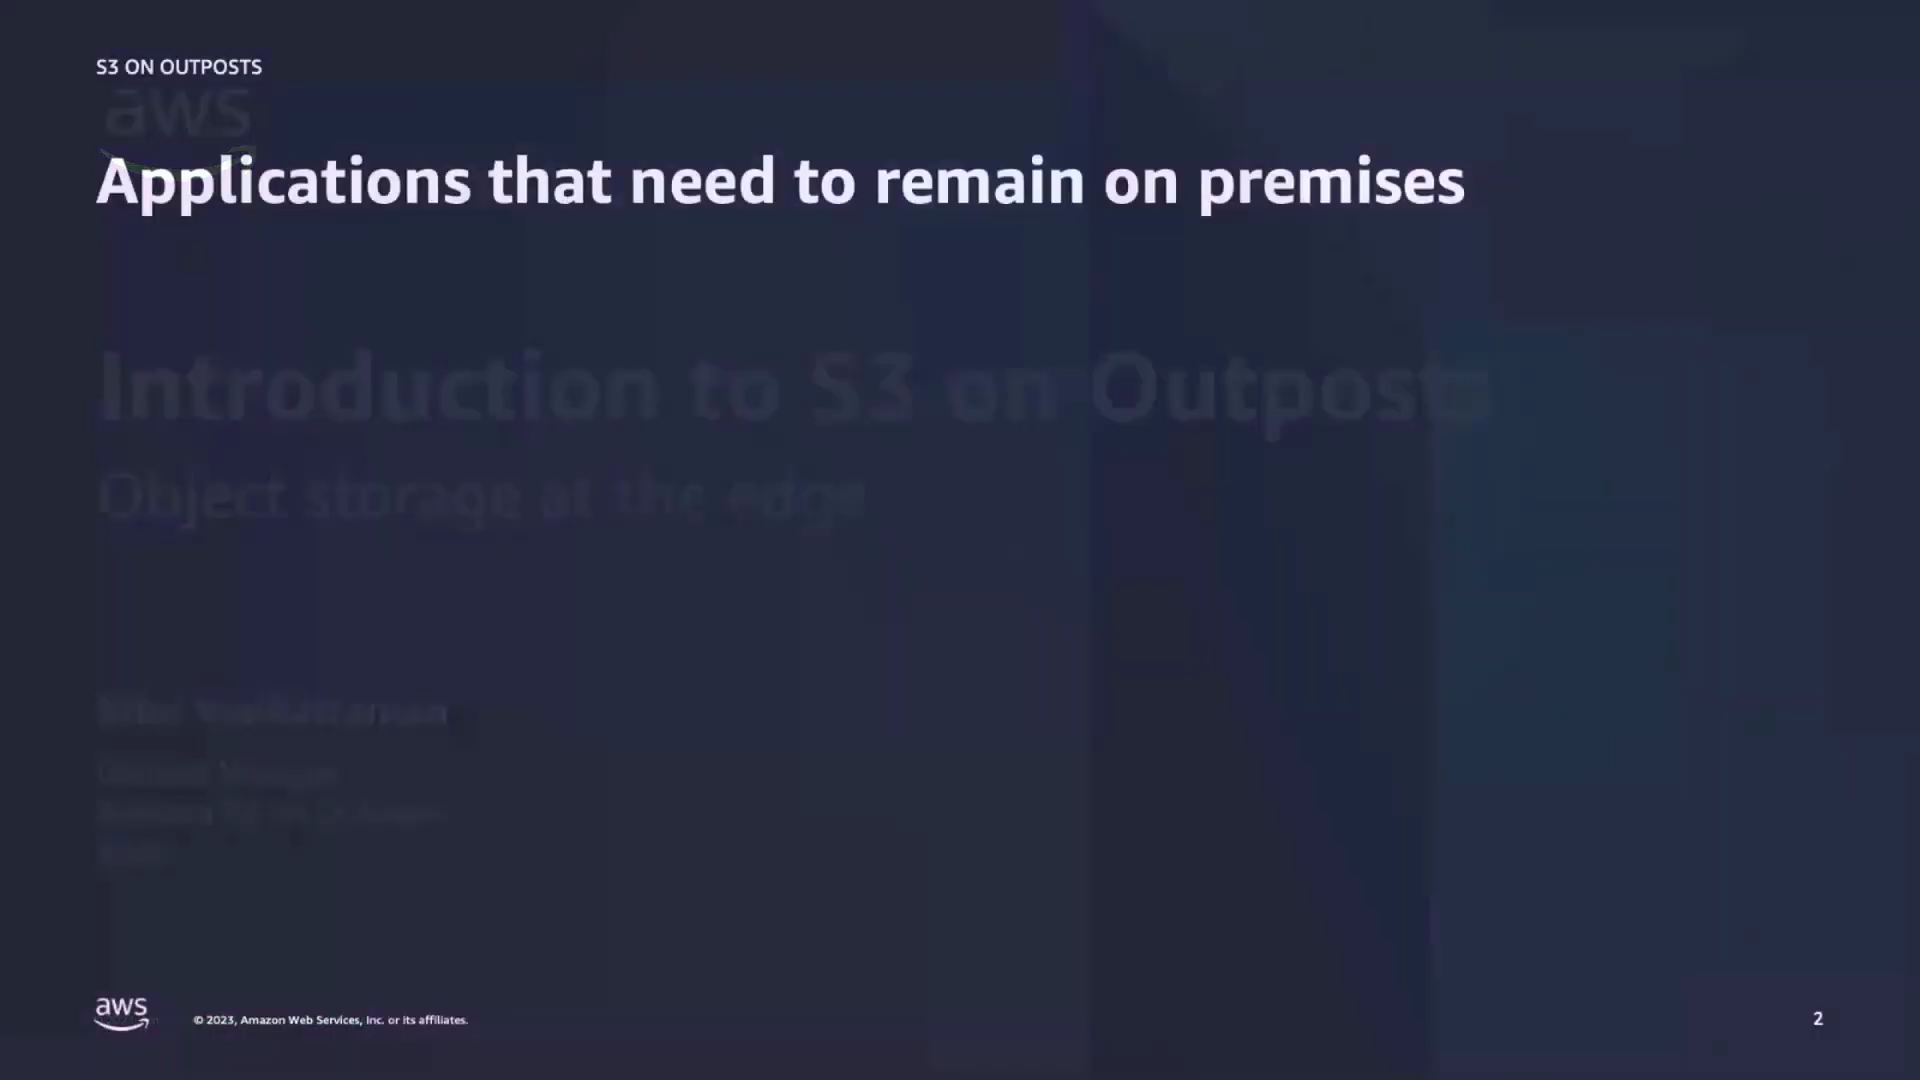 S3 ON OUTPOSTS
aws
Applications that need to remain on premises
Introduction to S3 on Outposts
Object storage at the edge
aws
© 2023, Amazon Web Services, Inc. or its affiliates.
2